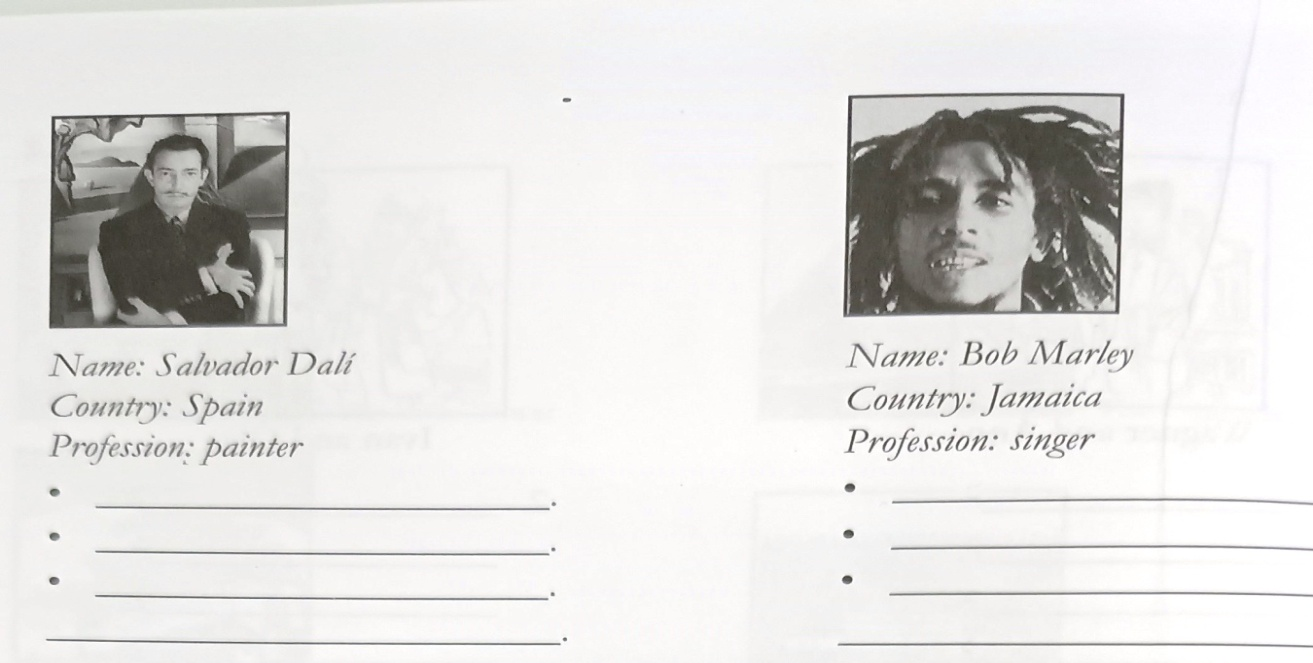 Name: Salvador Dalí
Country: Spain
Profession: painter
Name: Bob Marley
Country: Jamaica
Profession: singer